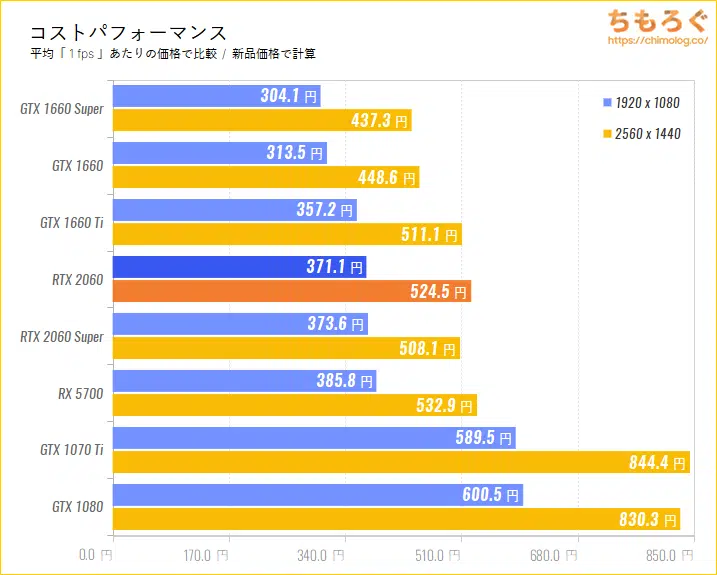 コストパフォーマンス
平均「 1 fps 」あたりの価格で比較 / 新品価格で計算
ちもろぐ
https://chimolog.co/
1920 x 1080
2560 x 1440
GTX 1660 Super
304.1 円
437.3 円
GTX 1660
313.5 円
448.6 円
GTX 1660 Ti
357.2 円
511.1 円
RTX 2060
371.1 円
524.5 円
RTX 2060 Super
373.6 円
508.1 円
RX 5700
385.8 円
532.9 円
GTX 1070 Ti
589.5 円
844.4 円
GTX 1080
600.5 円
830.3 円
0.0 円
170.0 円
340.0 円
510.0 円
680.0 円
850.0 円